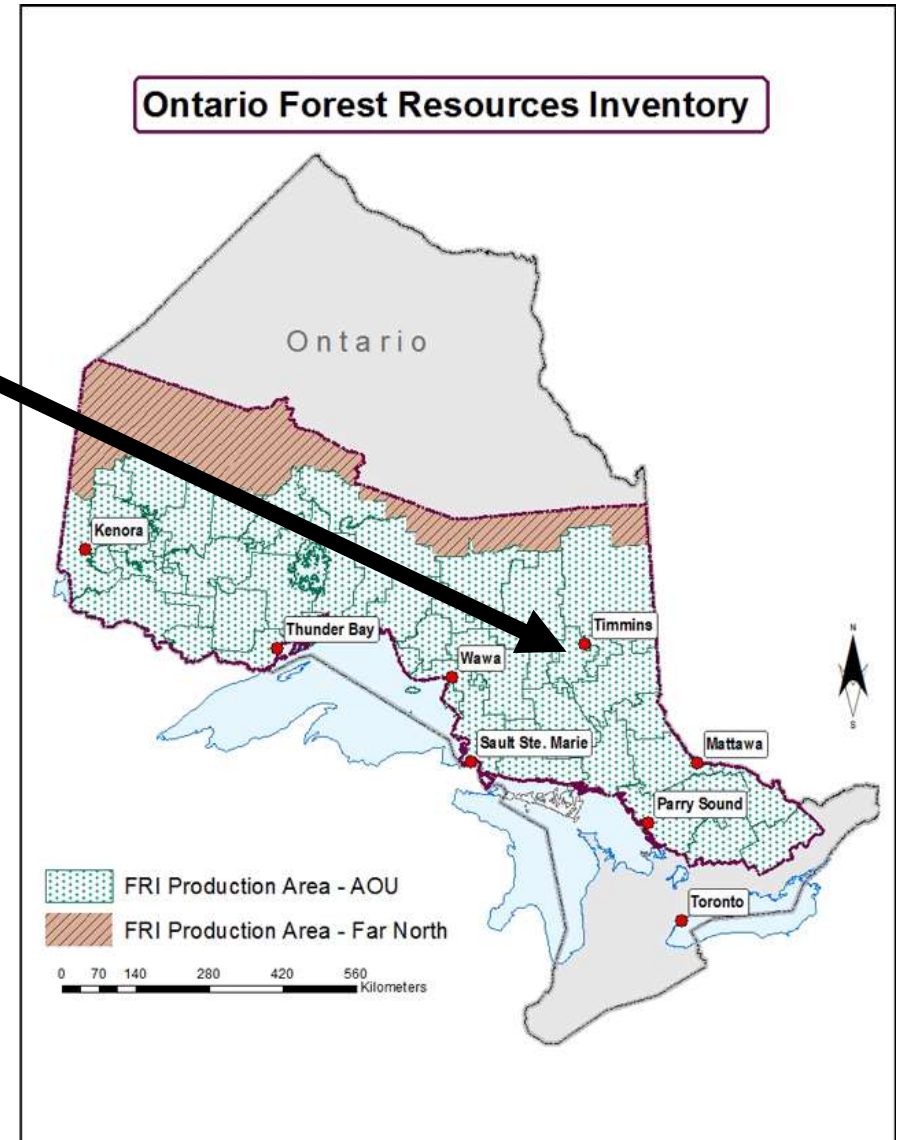 Ontario Forest Resources Inventory
Ontario
Kenora
Thunder Bay
Timmins
Wawa
N
S
Sault Ste. Marie
Mattawa
Parry Sound
Toronto
FRI Production Area - AOU
FRI Production Area - Far North
0 70 140 280 420 560
Kilometers